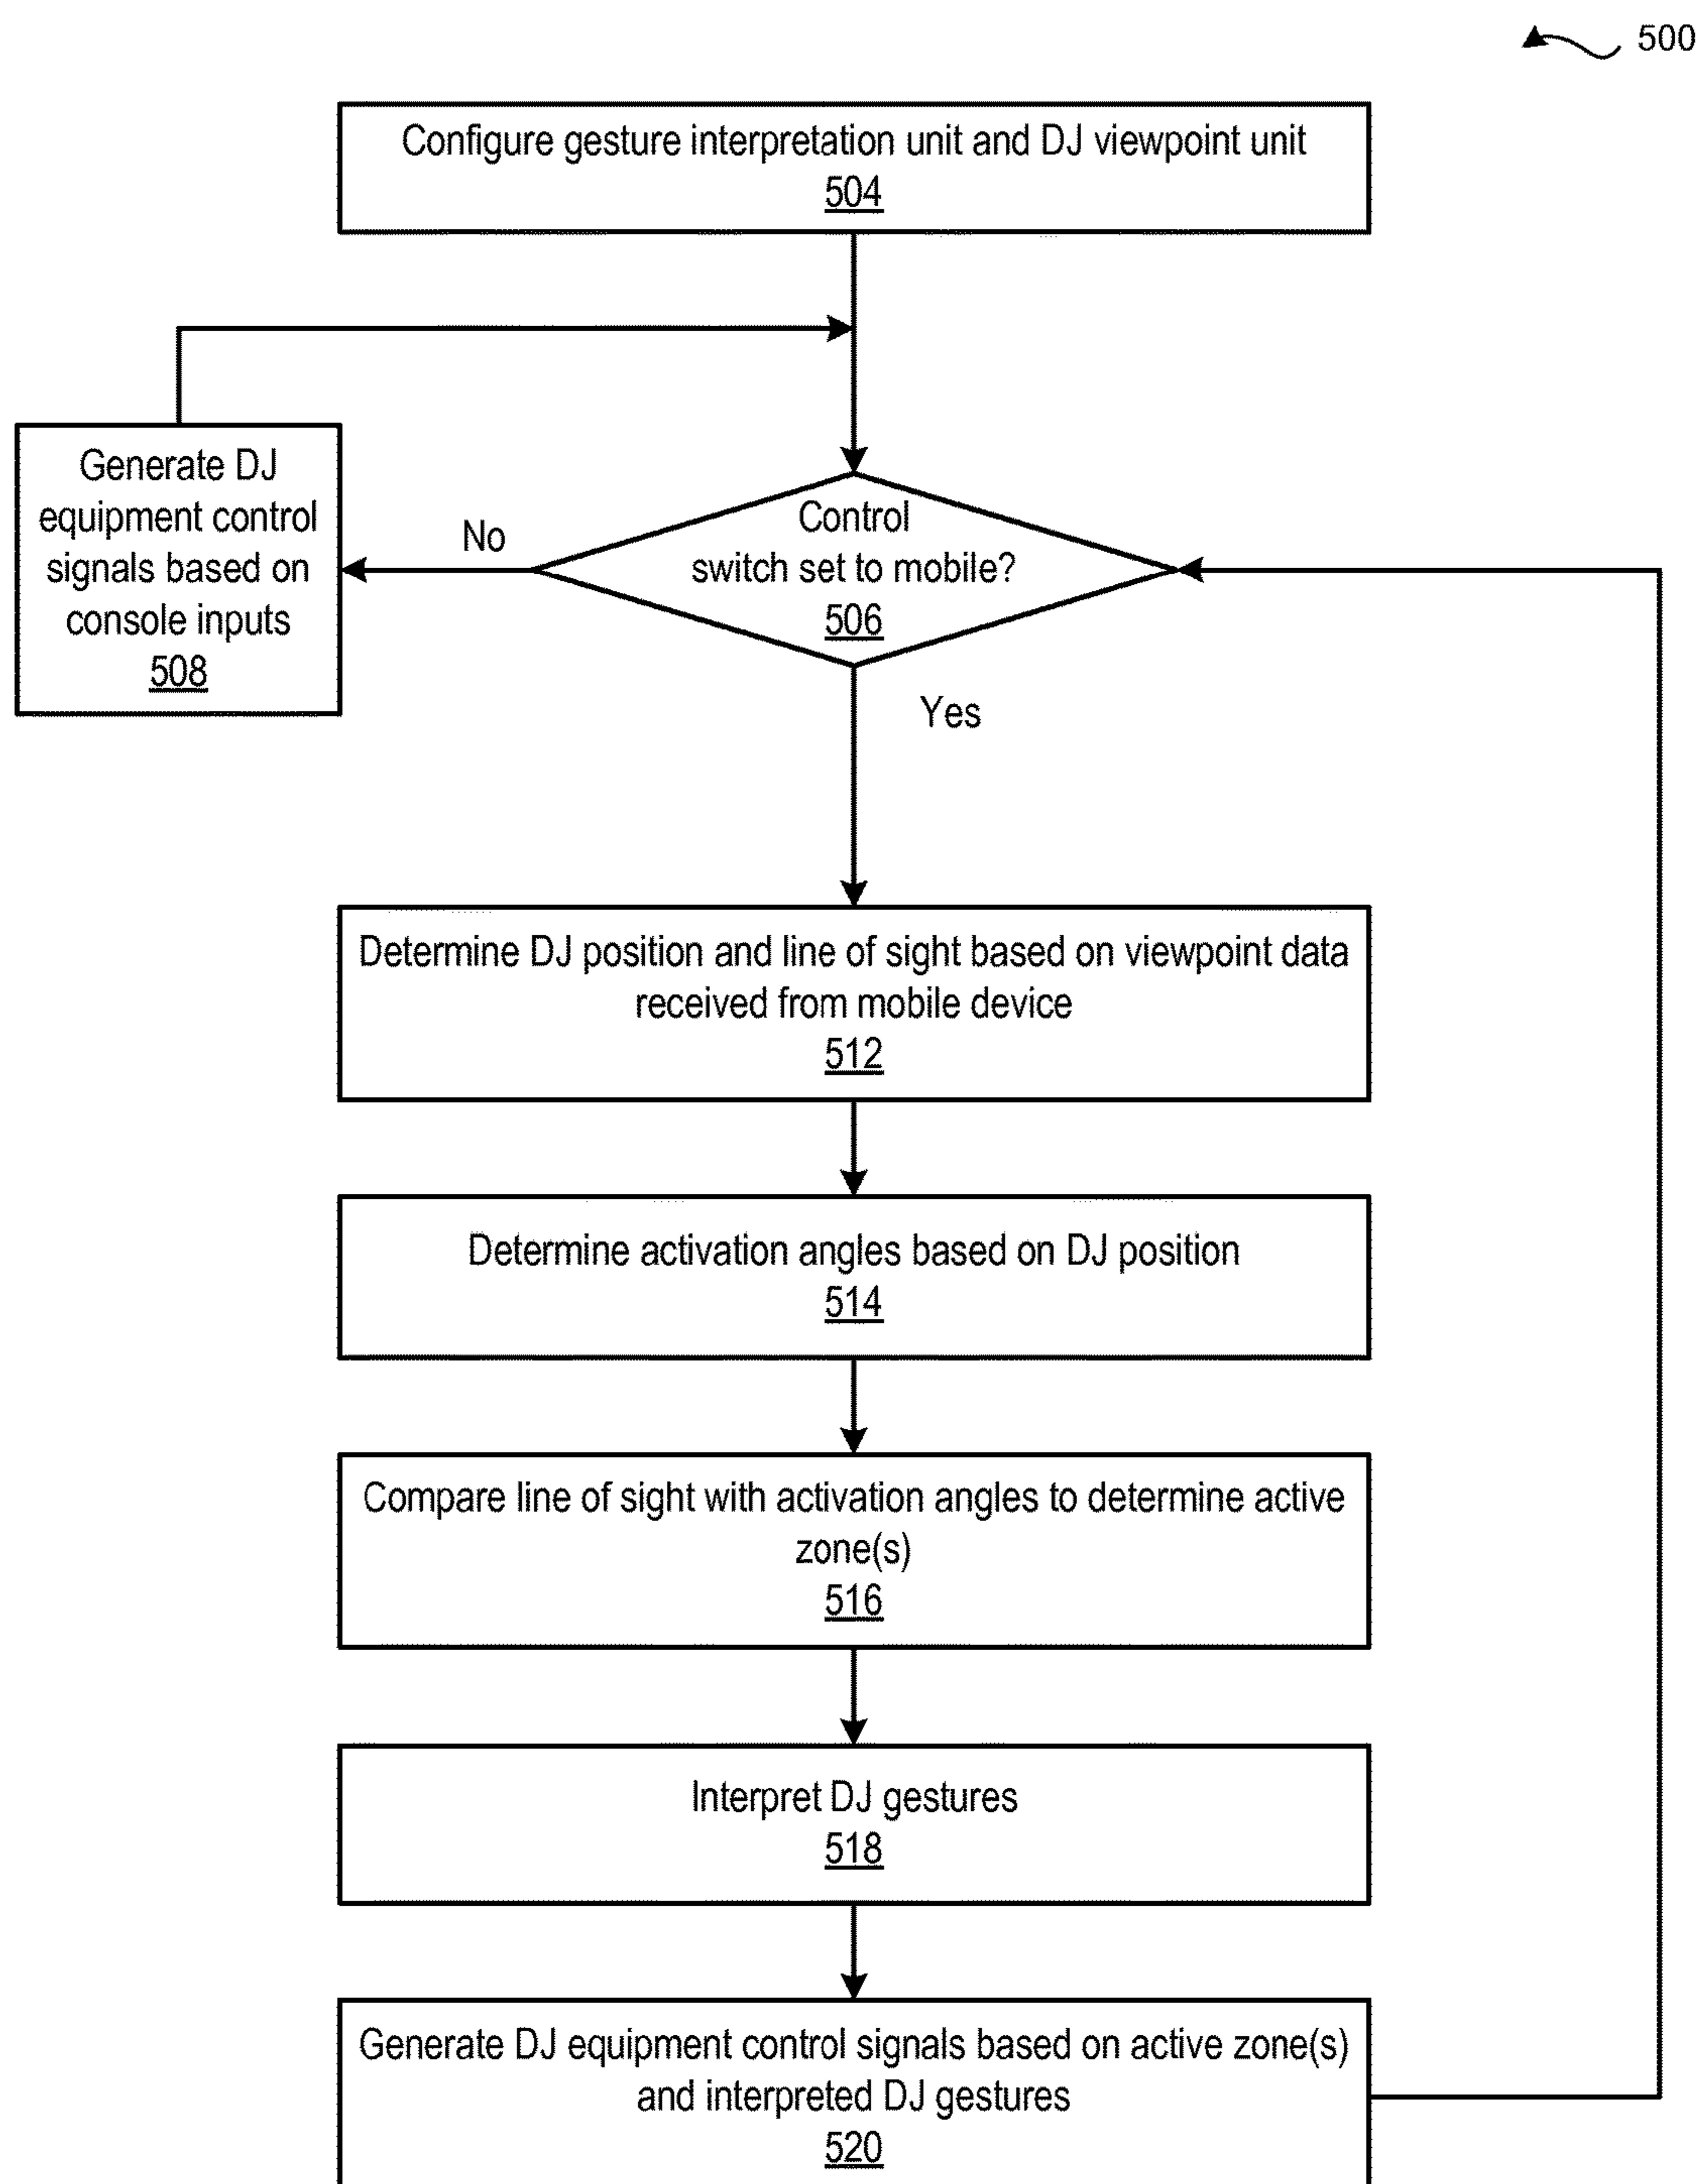 500
Configure gesture interpretation unit and DJ viewpoint unit
504
Generate DJ
equipment control
signals based on
console inputs
508
No
Control
switch set to mobile?
506
Yes
Determine DJ position and line of sight based on viewpoint data
received from mobile device
512
Determine activation angles based on DJ position
514
Compare line of sight with activation angles to determine active
zone(s)
516
Interpret DJ gestures
518
Generate DJ equipment control signals based on active zone(s)
and interpreted DJ gestures
520